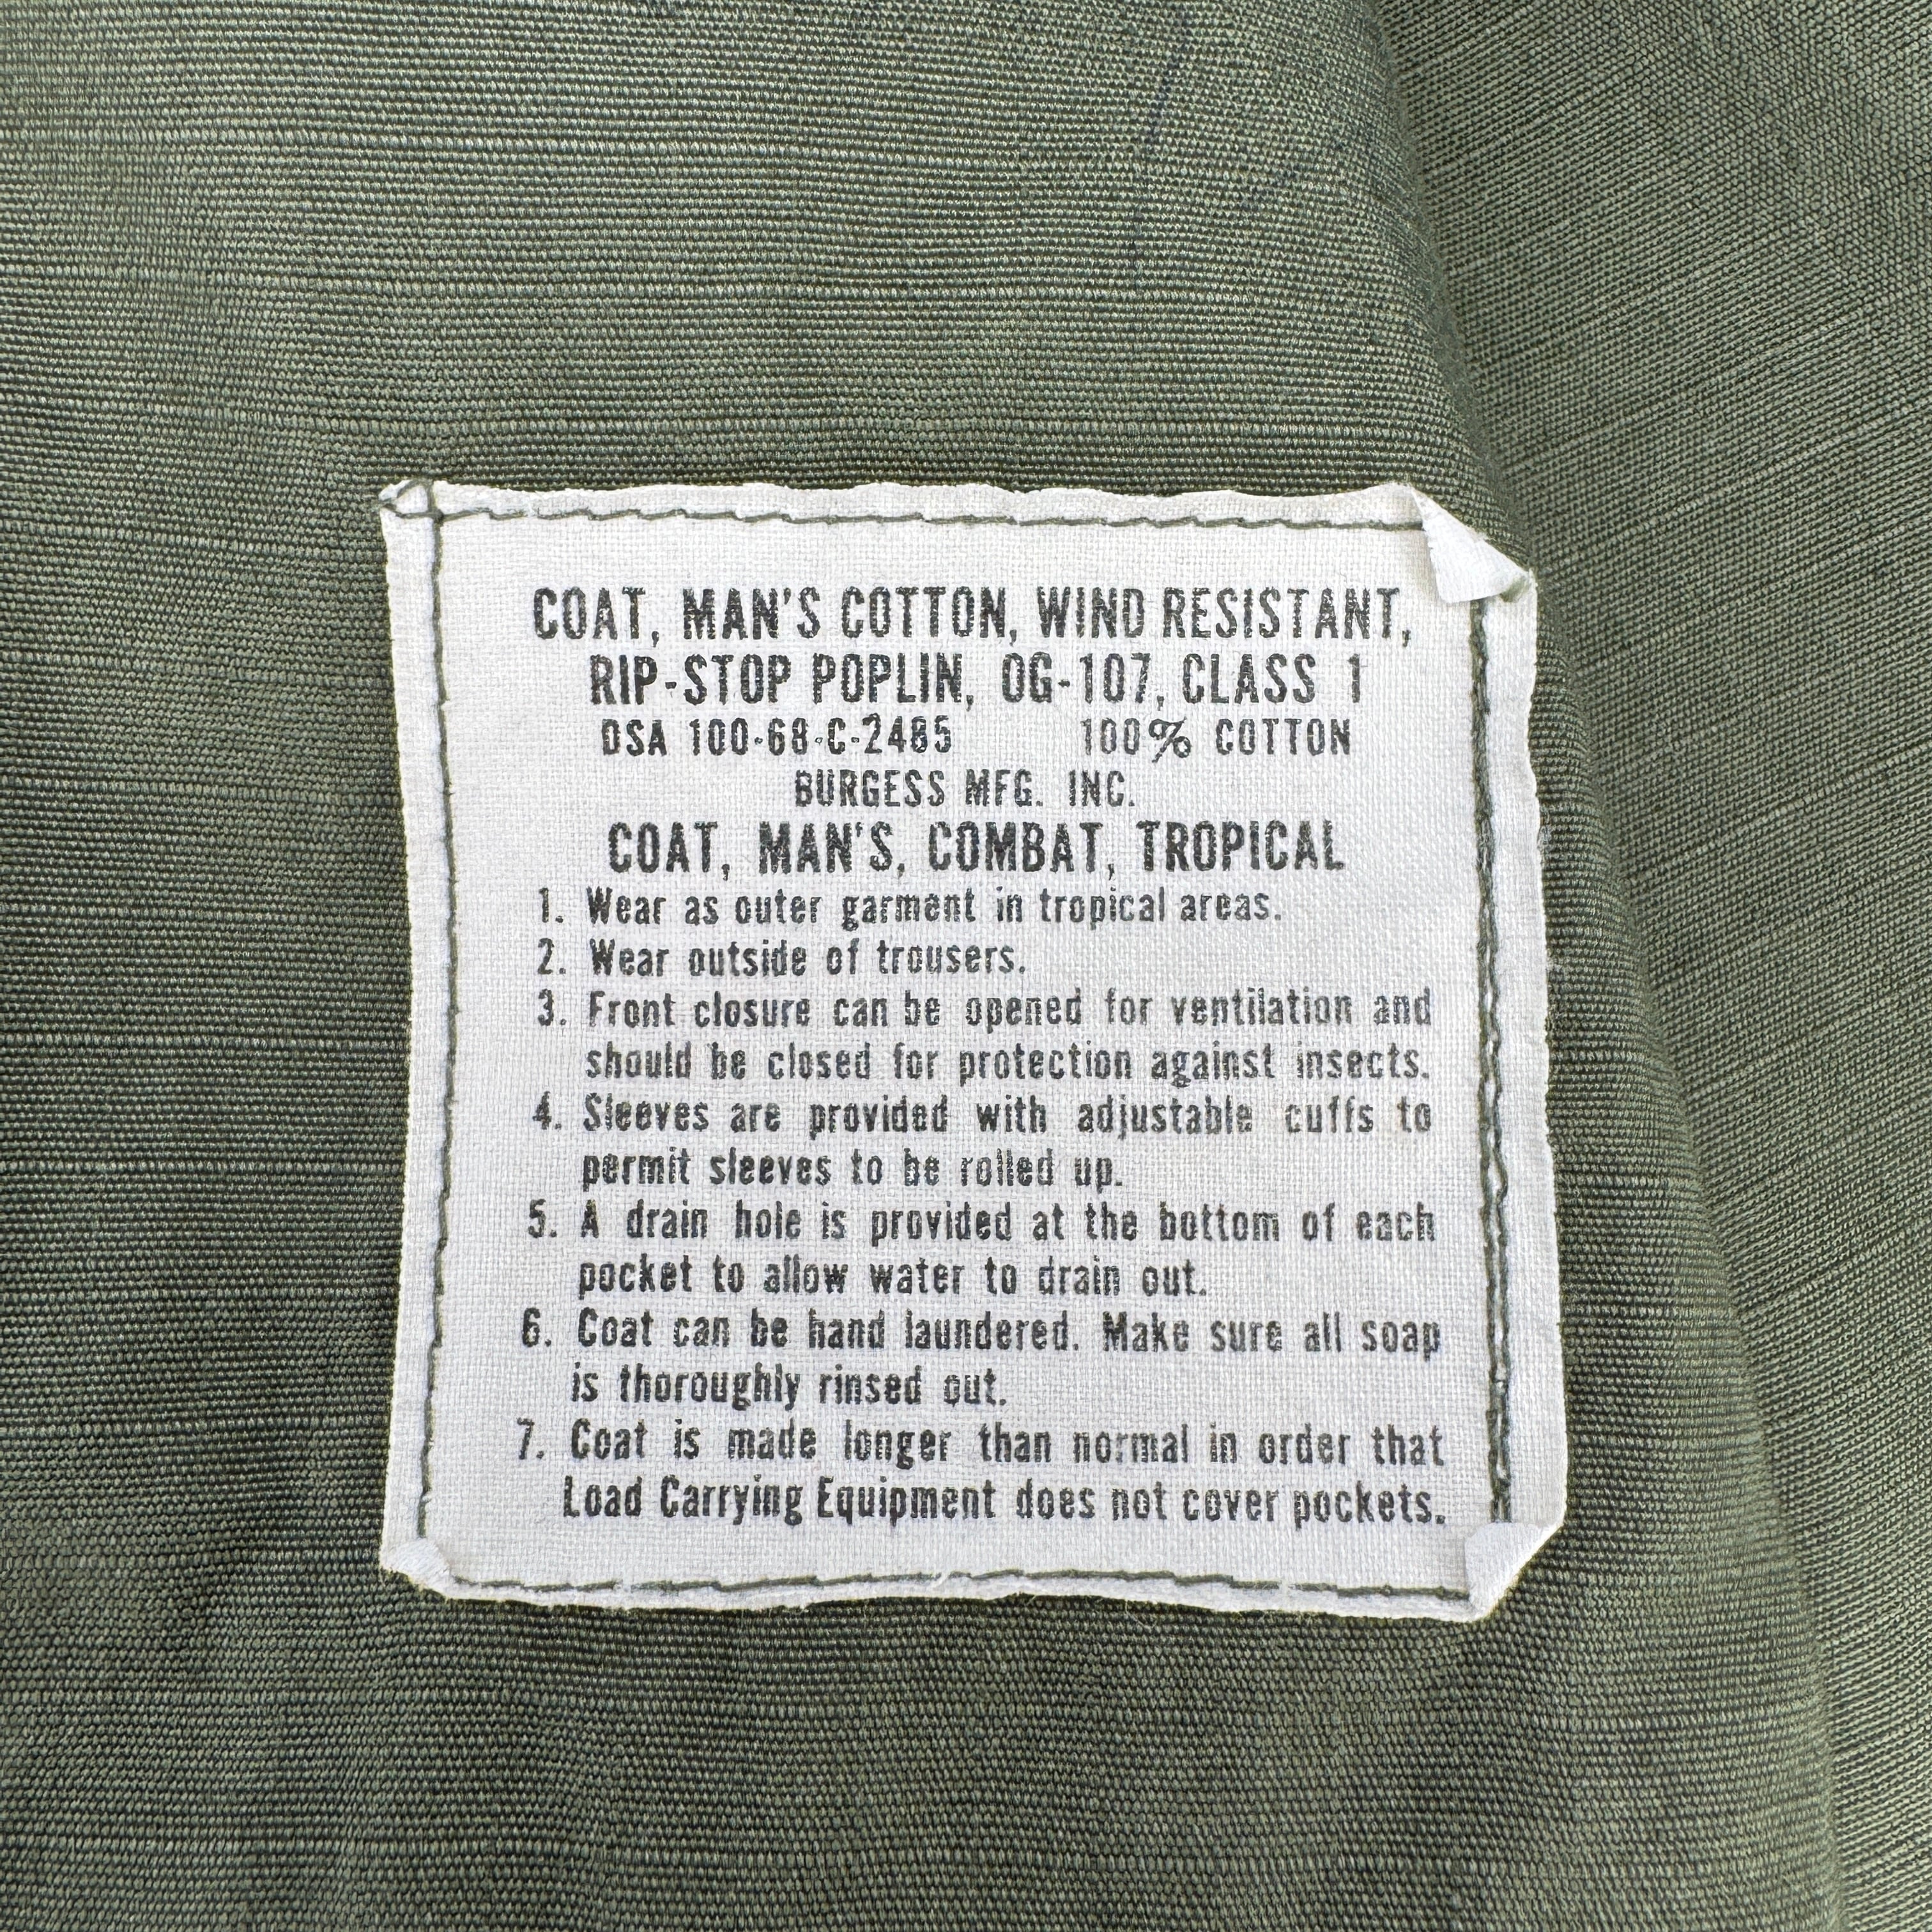 COAT, MAN'S COTTON, WIND RESISTANT,
RIP-STOP POPLIN, OG-107, CLASS 1
DSA 100-68-C-2485 100% COTTON
BURGESS MFG. INC.
COAT, MAN'S, COMBAT, TROPICAL
1. Wear as outer garment in tropical areas.
2. Wear outside of trousers.
3. Front closure can be opened for ventilation and
should be closed for protection against insects.
4. Sleeves are provided with adjustable cuffs to
permit sleeves to be rolled up.
5. A drain hole is provided at the bottom of each
pocket to allow water to drain out.
6. Coat can be hand laundered. Make sure all soap
is thoroughly rinsed out.
7. Coat is made longer than normal in order that
Load Carrying Equipment does not cover pockets.